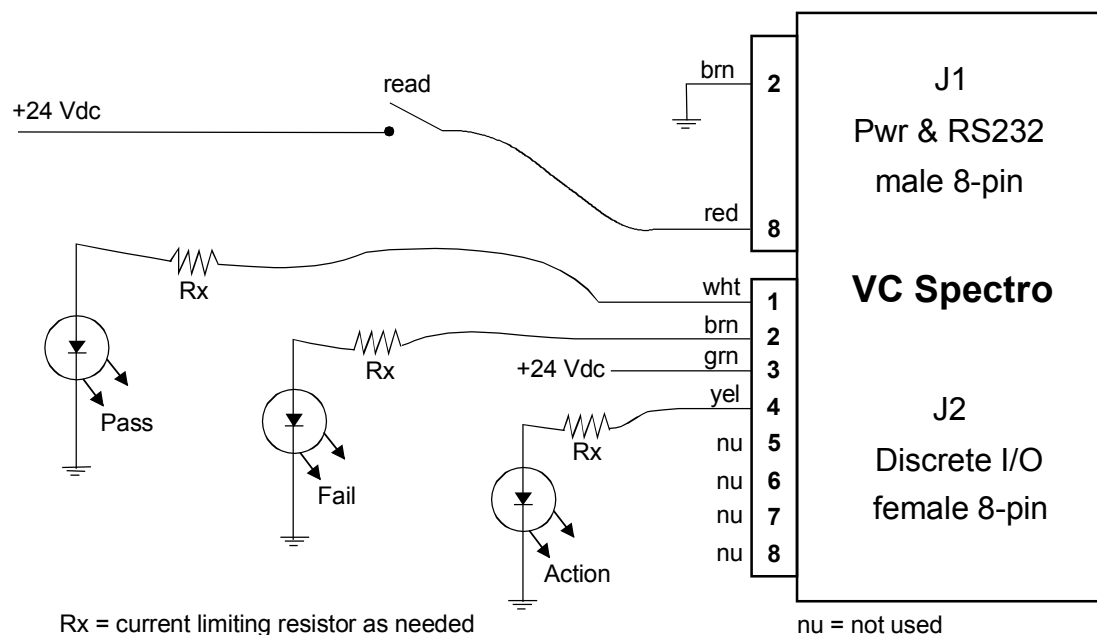 +24 Vdc
read
brn
2
red
8
J1
Pwr & RS232
male 8-pin
VC Spectro
Rx
Pass
Rx
Fail
wht
1
brn
2
+24 Vdc
grn
3
yel
4
Rx
Action
nu
5
nu
6
nu
7
nu
8
J2
Discrete I/O
female 8-pin
Rx = current limiting resistor as needed
nu = not used